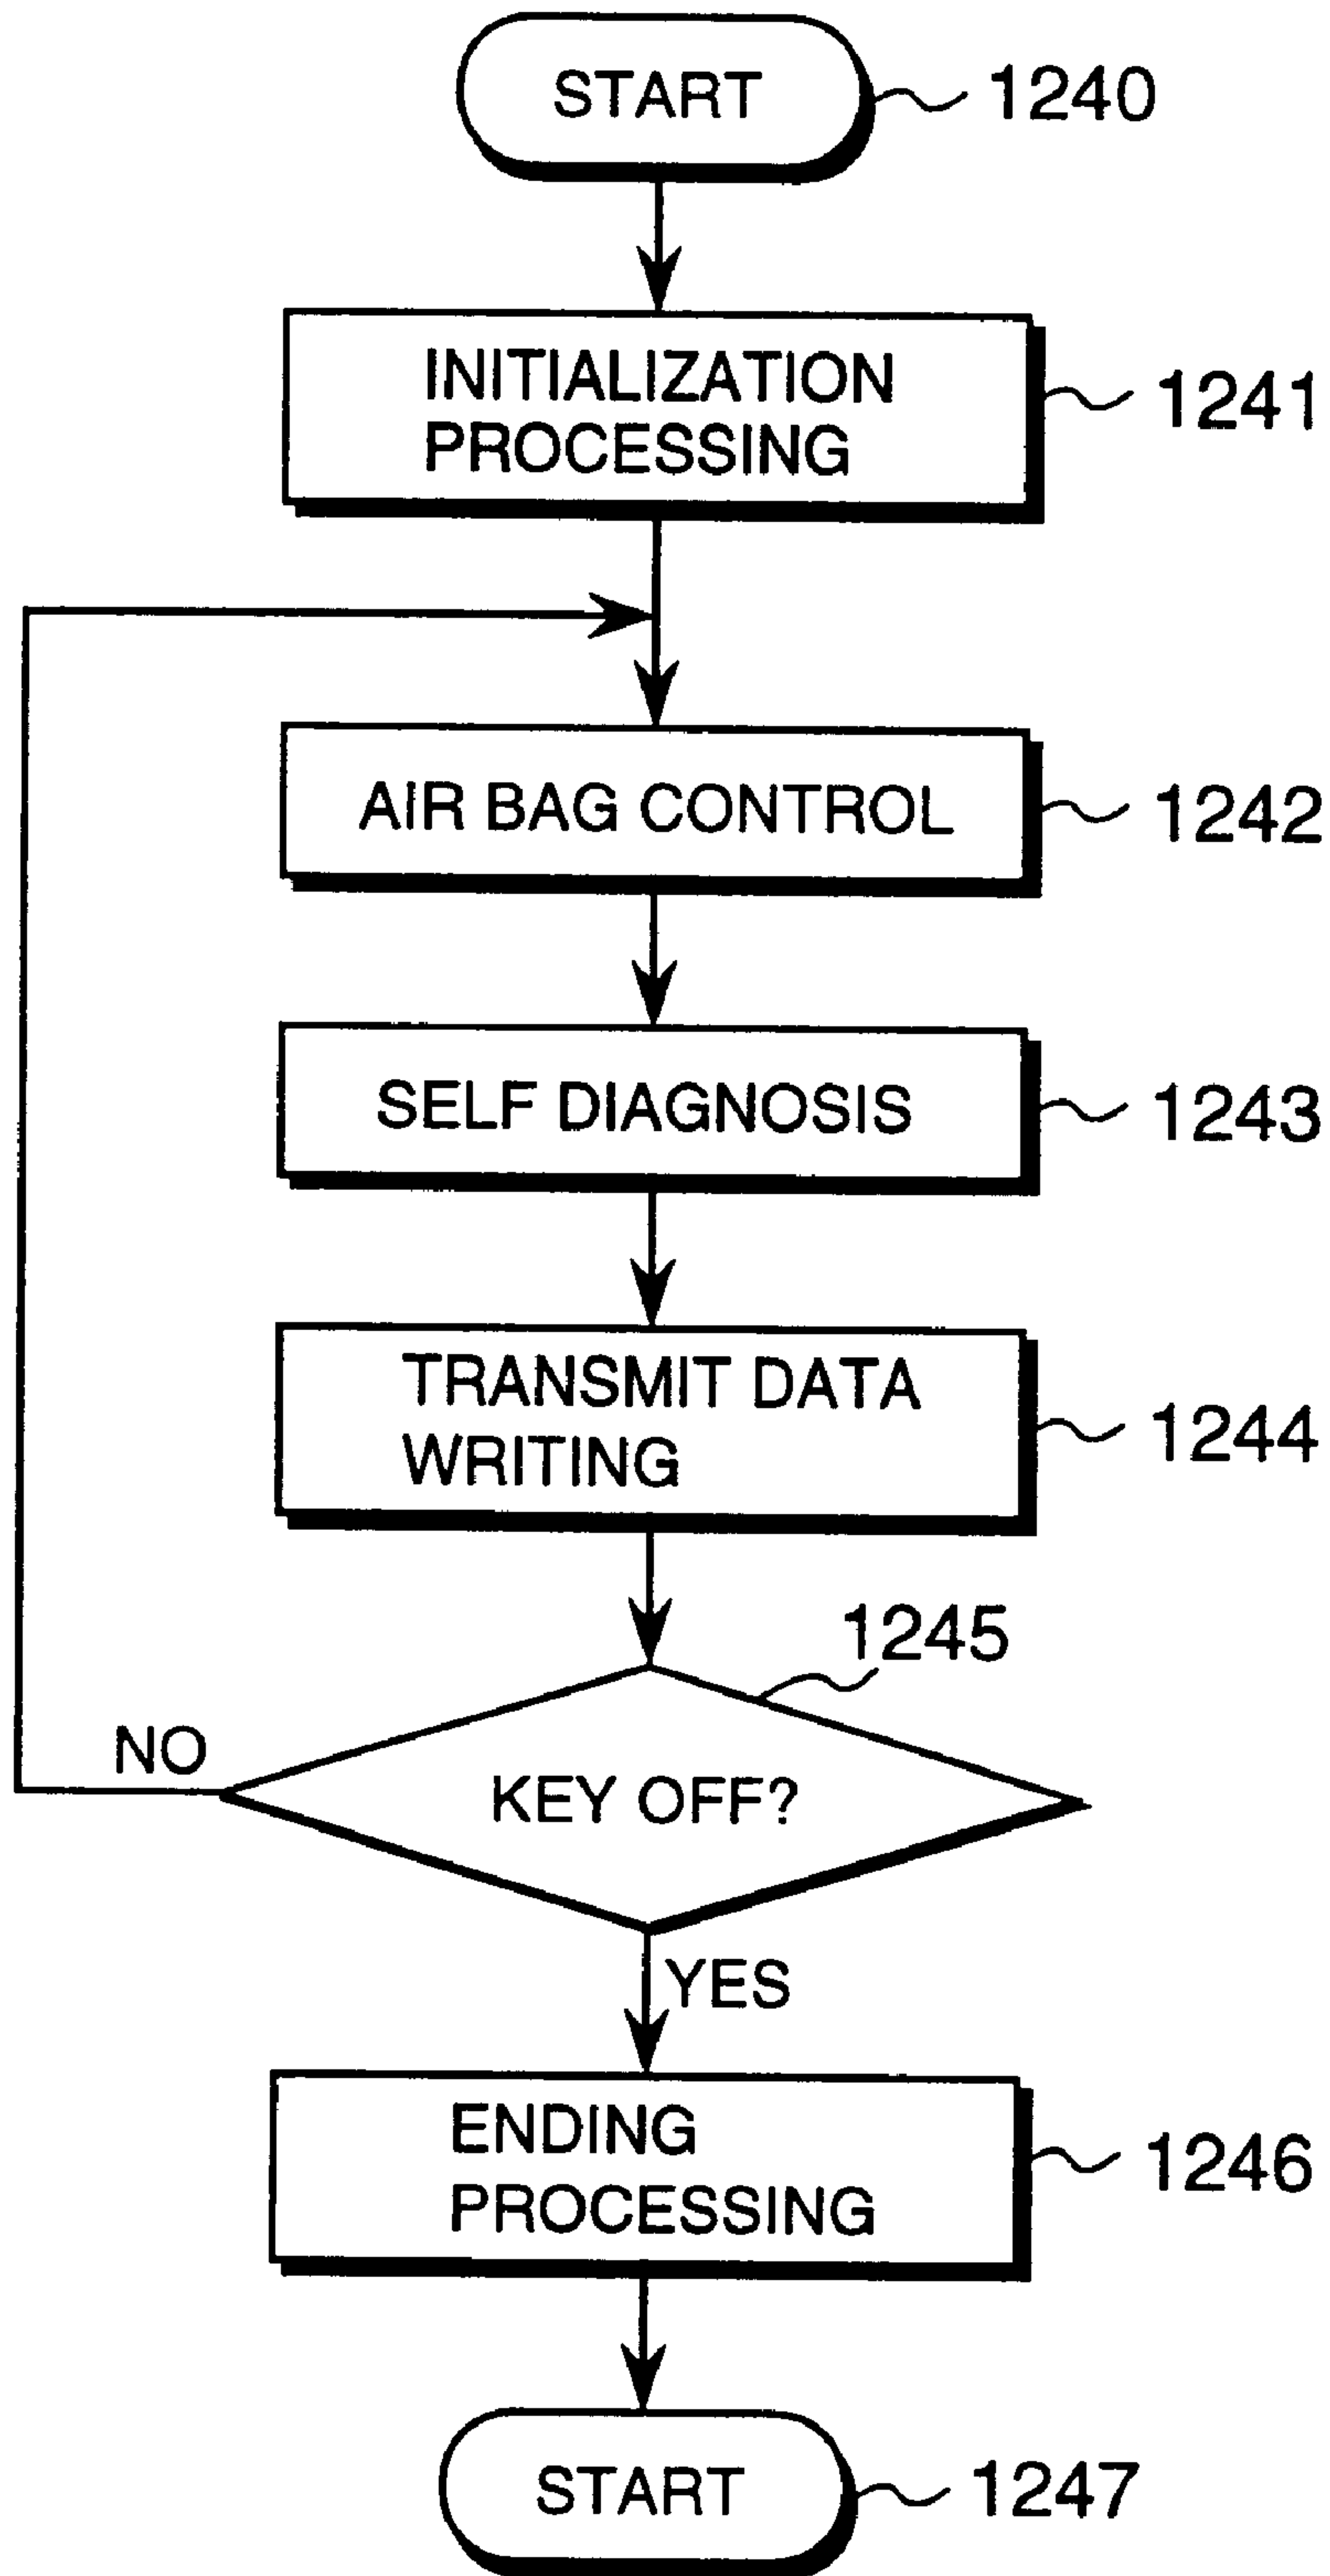 START
1240
INITIALIZATION
PROCESSING
1241
AIR BAG CONTROL
1242
SELF DIAGNOSIS
1243
TRANSMIT DATA
WRITING
1244
1245
NO
KEY OFF?
YES
ENDING
PROCESSING
1246
START
1247